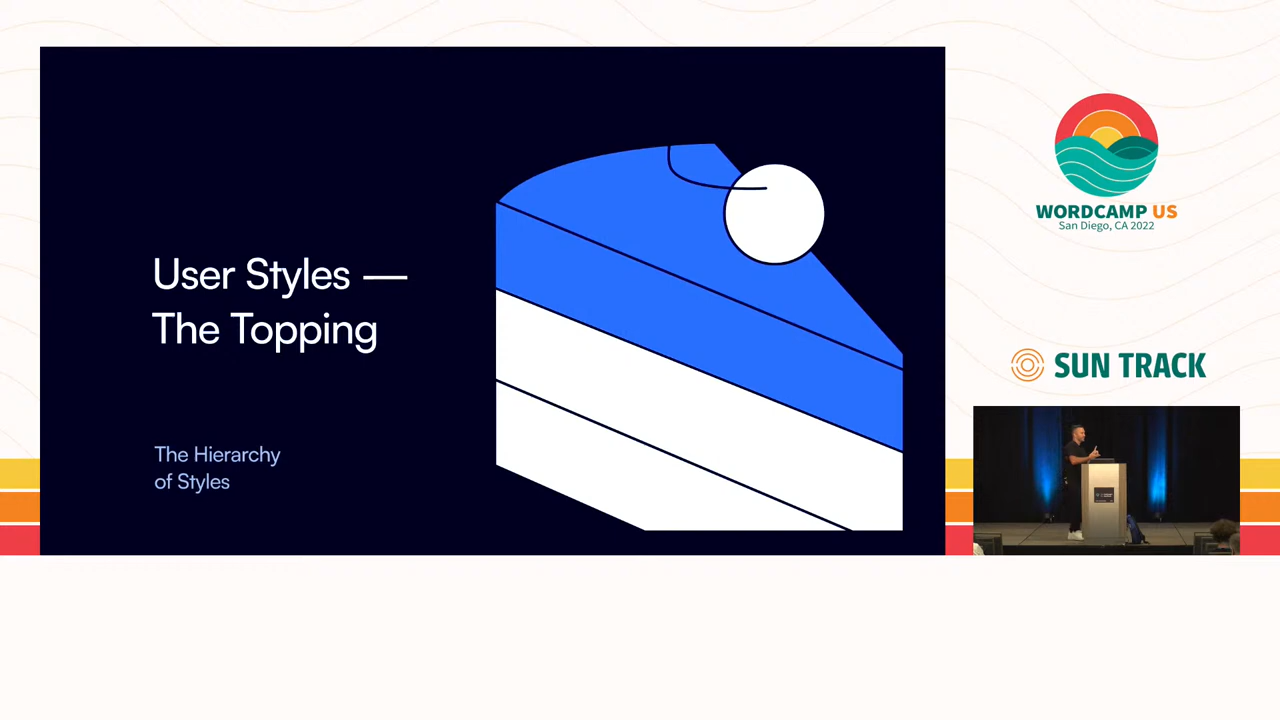 User Styles —
The Topping
The Hierarchy
of Styles
WORDCAMP US
San Diego, CA 2022
SUN TRACK